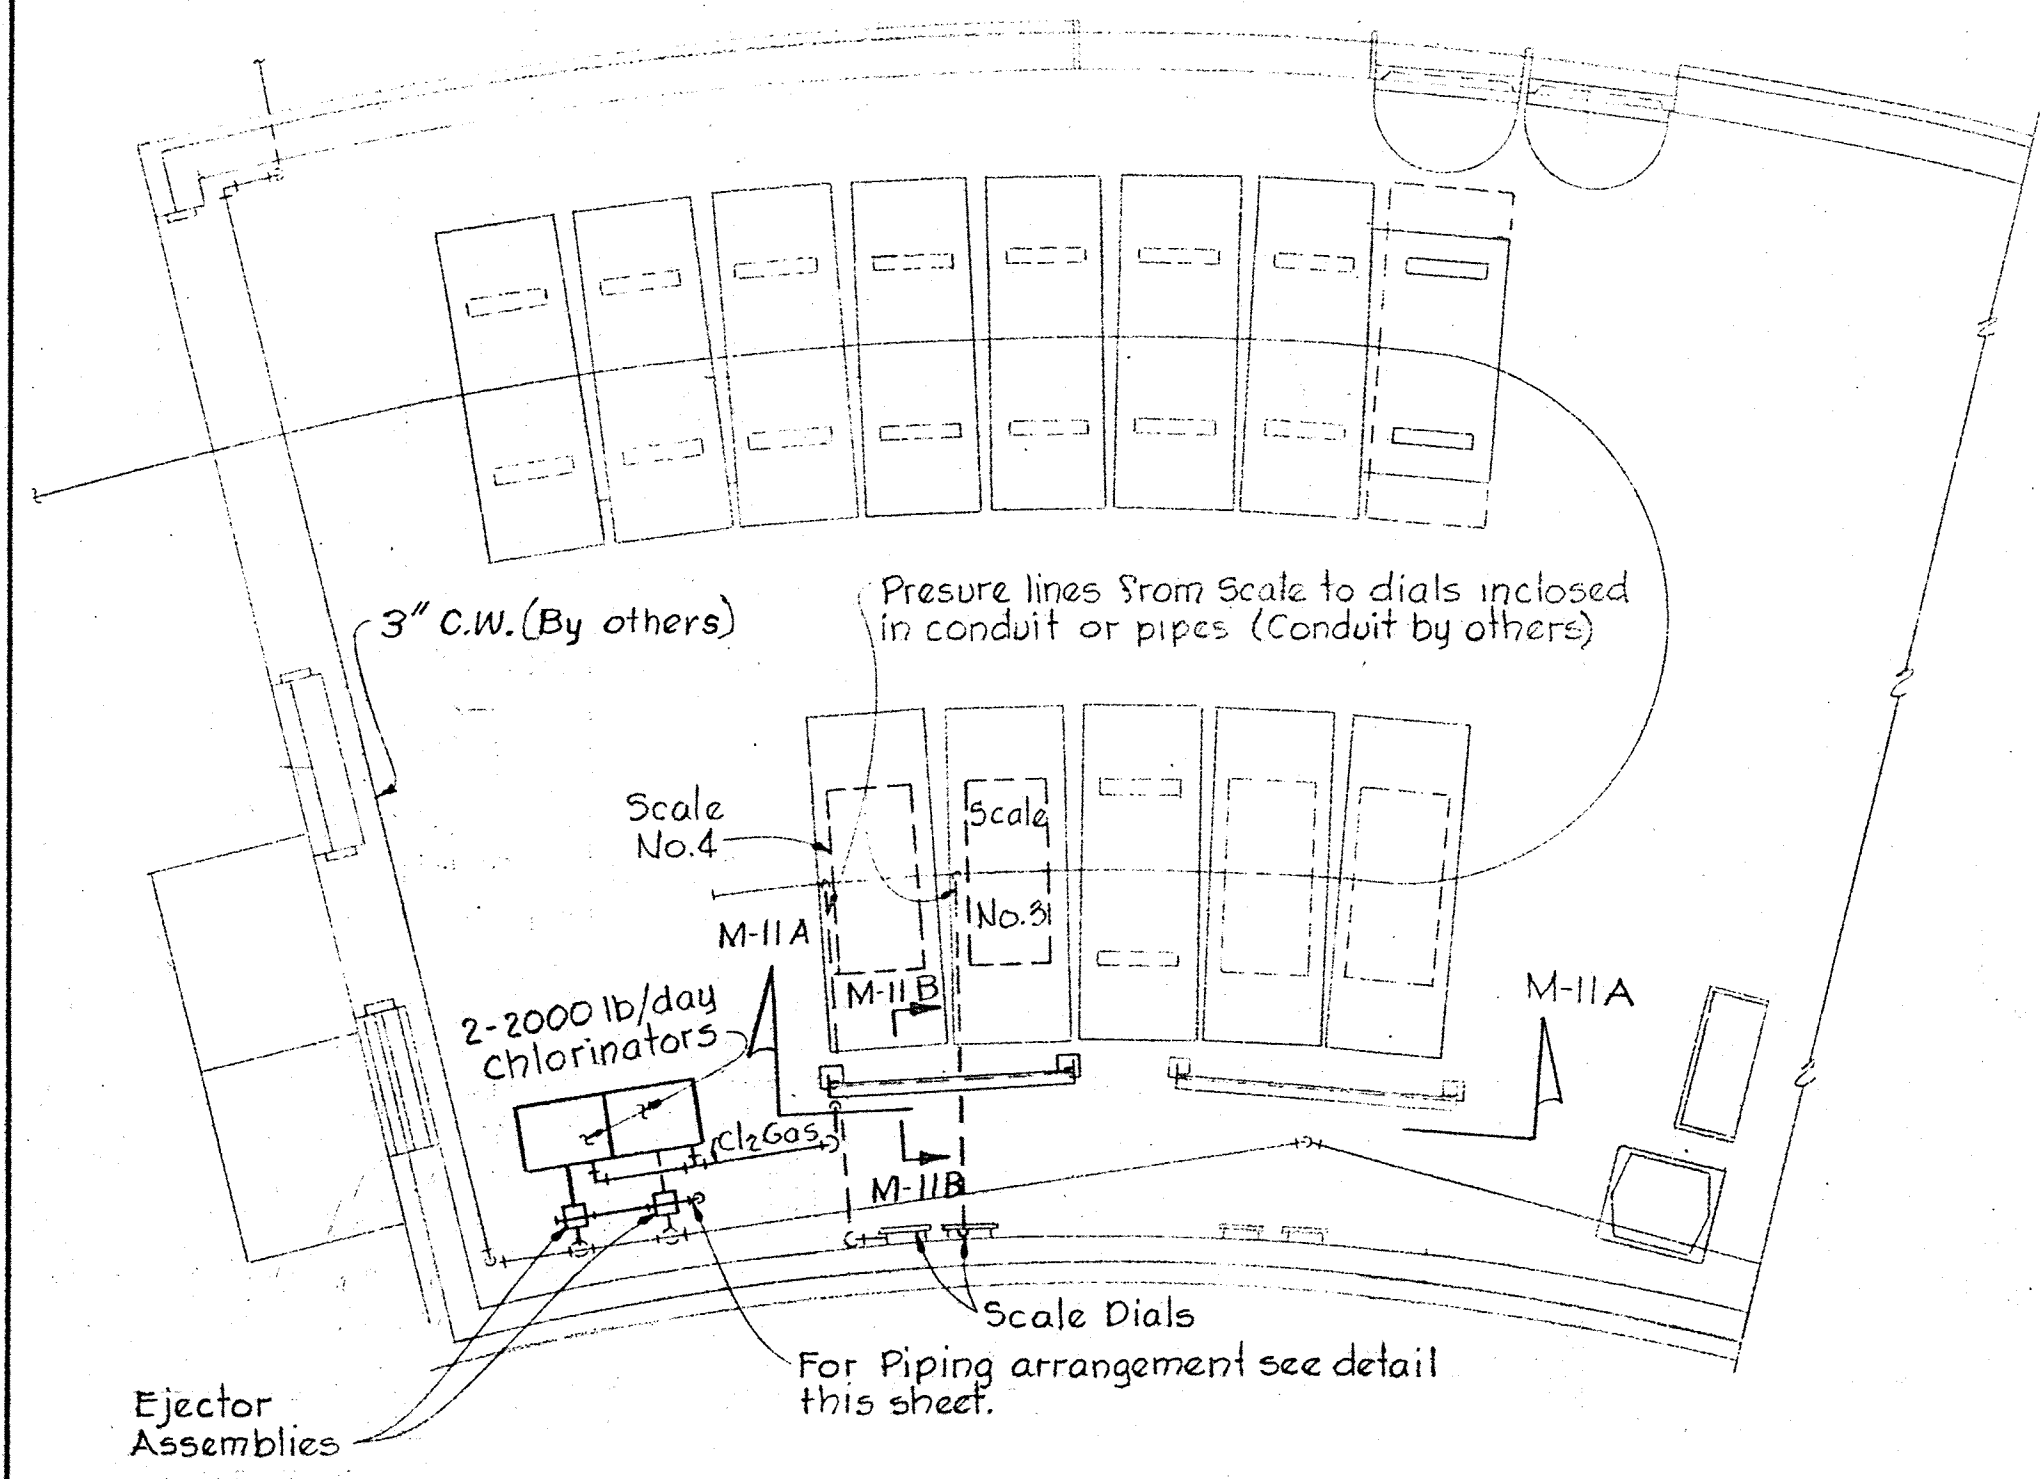 Presure lines from scale to dials inclosed
in conduit or pipes (Conduit by others)
3" C.W. (By others)
Scale
No.4
Scale
No.3
M-11A
M-11B
M-11A
2-2000 lb/day
chlorinators
Cl2 Gas
M-11B
Scale Dials
For Piping arrangement see detail
this sheet.
Ejector
Assemblies